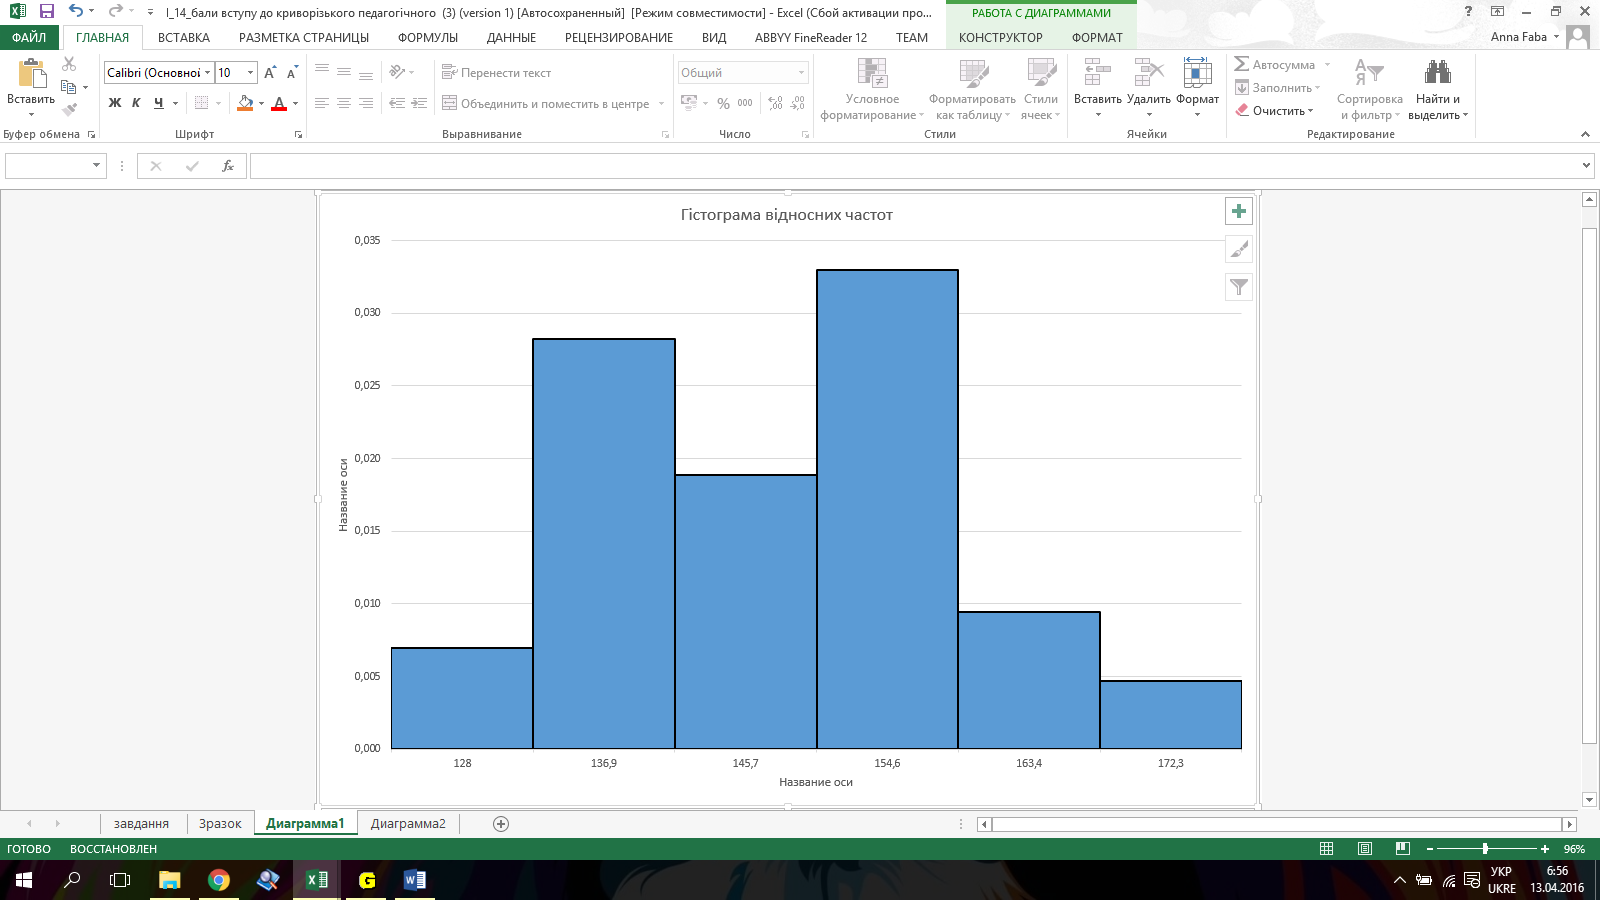 I_14_бали вступу до криворізького педагогічного (3) (version 1) [Автосохраненный] [Режим совместимости] - Excel (Сбой активации про...
РАБОТА С ДИАГРАММАМИ
?
ФАЙЛ ГЛАВНАЯ ВСТАВКА РАЗМЕТКА СТРАНИЦЫ ФОРМУЛЫ ДАННЫЕ РЕЦЕНЗИРОВАНИЕ ВИД ABBYY FineReader 12 TEAM КОНСТРУКТОР ФОРМАТ Anna Faba
Вставить
Calibri (Основной 10
Ж К Ч
Перенести текст
Объединить и поместить в центре
Общий
% 000
Условное форматирование
Форматировать как таблицу
Стили ячеек
Вставить Удалить Формат
Автосумма
Заполнить
Очистить
Сортировка и фильтр
Найти и выделить
Буфер обмена Шрифт Выравнивание Число Стили Ячейки Редактирование
fx
Гістограма відносних частот
0,035
0,030
0,025
0,020
0,015
0,010
0,005
0,000
Название оси
128 136,9 145,7 154,6 163,4 172,3
Название оси
завдання Зразок Диаграмма1 Диаграмма2
ГОТОВО ВОССТАНОВЛЕН 96%
УКР 6:56
UKRE 13.04.2016